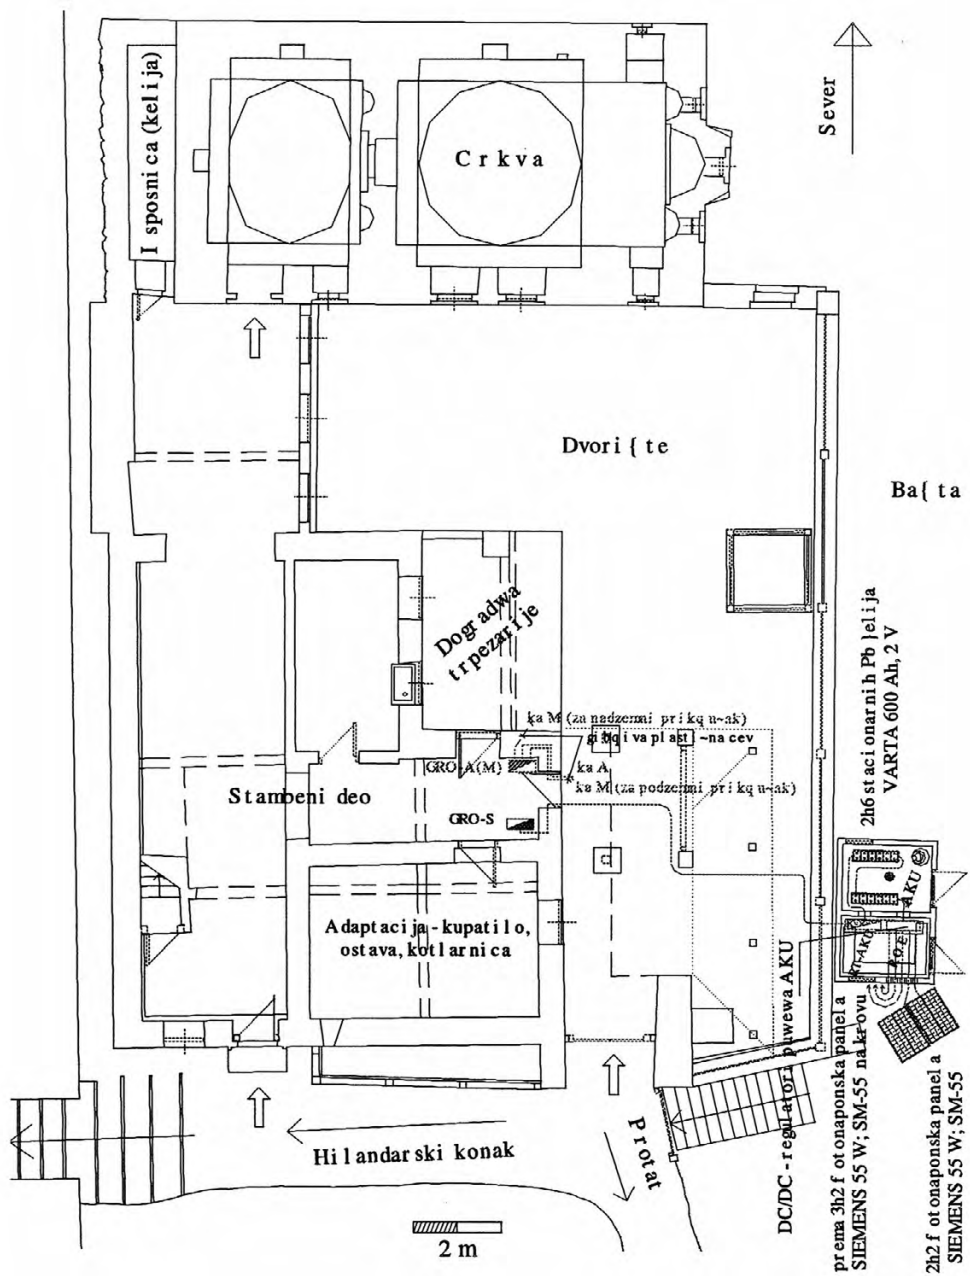 Sever
Isposnica (kelija)
Crkva
Dvori{te
Ba{ta
Dogradwa
trpezarije
2h6 stacionarnih Pb }elija
VARTA 600 Ah, 2 V
ka M (za nadzemni prikqu~ak)
gibqiva plasti~na cev
GRO-A(M)
ka A
ka M (za podzemni prikqu~ak)
Stambeni deo
GRO-S
AKU
Adaptacija - kupatilo,
ostava, kotlarnica
DC/DC - regulatori puwewa AKU
prema 3h2 fotonaponska panela
SIEMENS 55 W; SM-55 na krovu
2h2 fotonaponska panela
SIEMENS 55 W; SM-55
Hilandarski konak
Protat
2 m